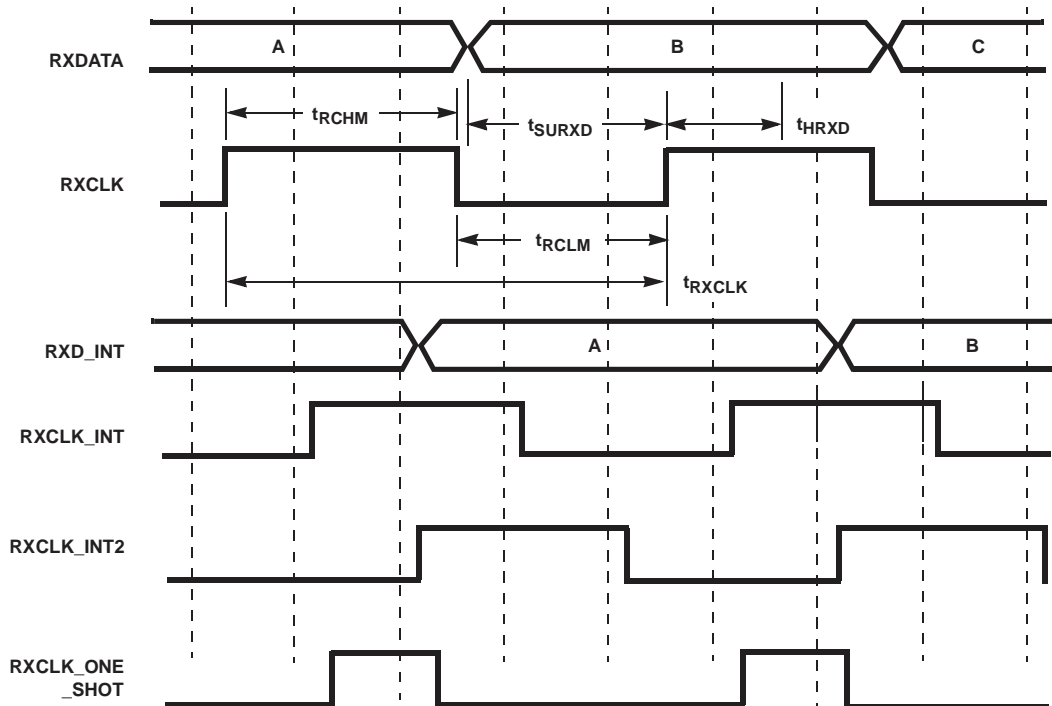 RXDATA
A
B
C
tRCHM
tSURXD
tHRXD
RXCLK
tRCLM
tRXCLK
RXD_INT
A
B
RXCLK_INT
RXCLK_INT2
RXCLK_ONE
_SHOT